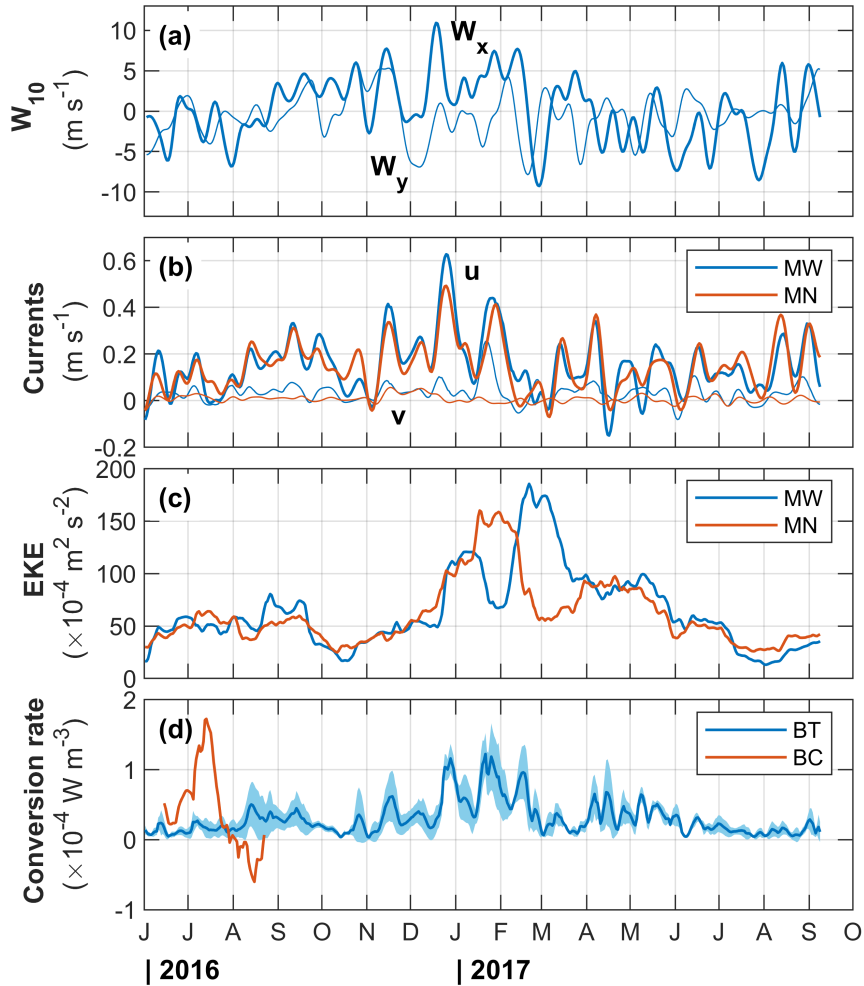 (a)
W10
(m s-1)
10
5
0
-5
-10
Wx
Wy
(b)
Currents
(m s-1)
0.6
0.4
0.2
0
-0.2
u
v
MW
MN
(c)
EKE
(×10-4 m2 s-2)
200
150
100
50
0
MW
MN
(d)
Conversion rate
(×10-4 W m-3)
2
1
0
-1
BT
BC
J J A S O N D J F M A M J J A S O
| 2016 | 2017